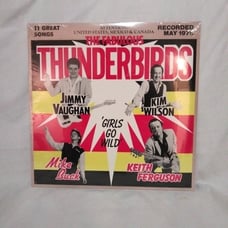 11 GREAT
SONGS
UNITED STATES, MEXICO & CANADA
RECORDED
MAY 1979
THE FABULOUS
THUNDERBIRDS
JIMMY
VAUGHAN
KIM
WILSON
'GIRLS
GO
WILD'
Mike
Buck
KEITH
FERGUSON